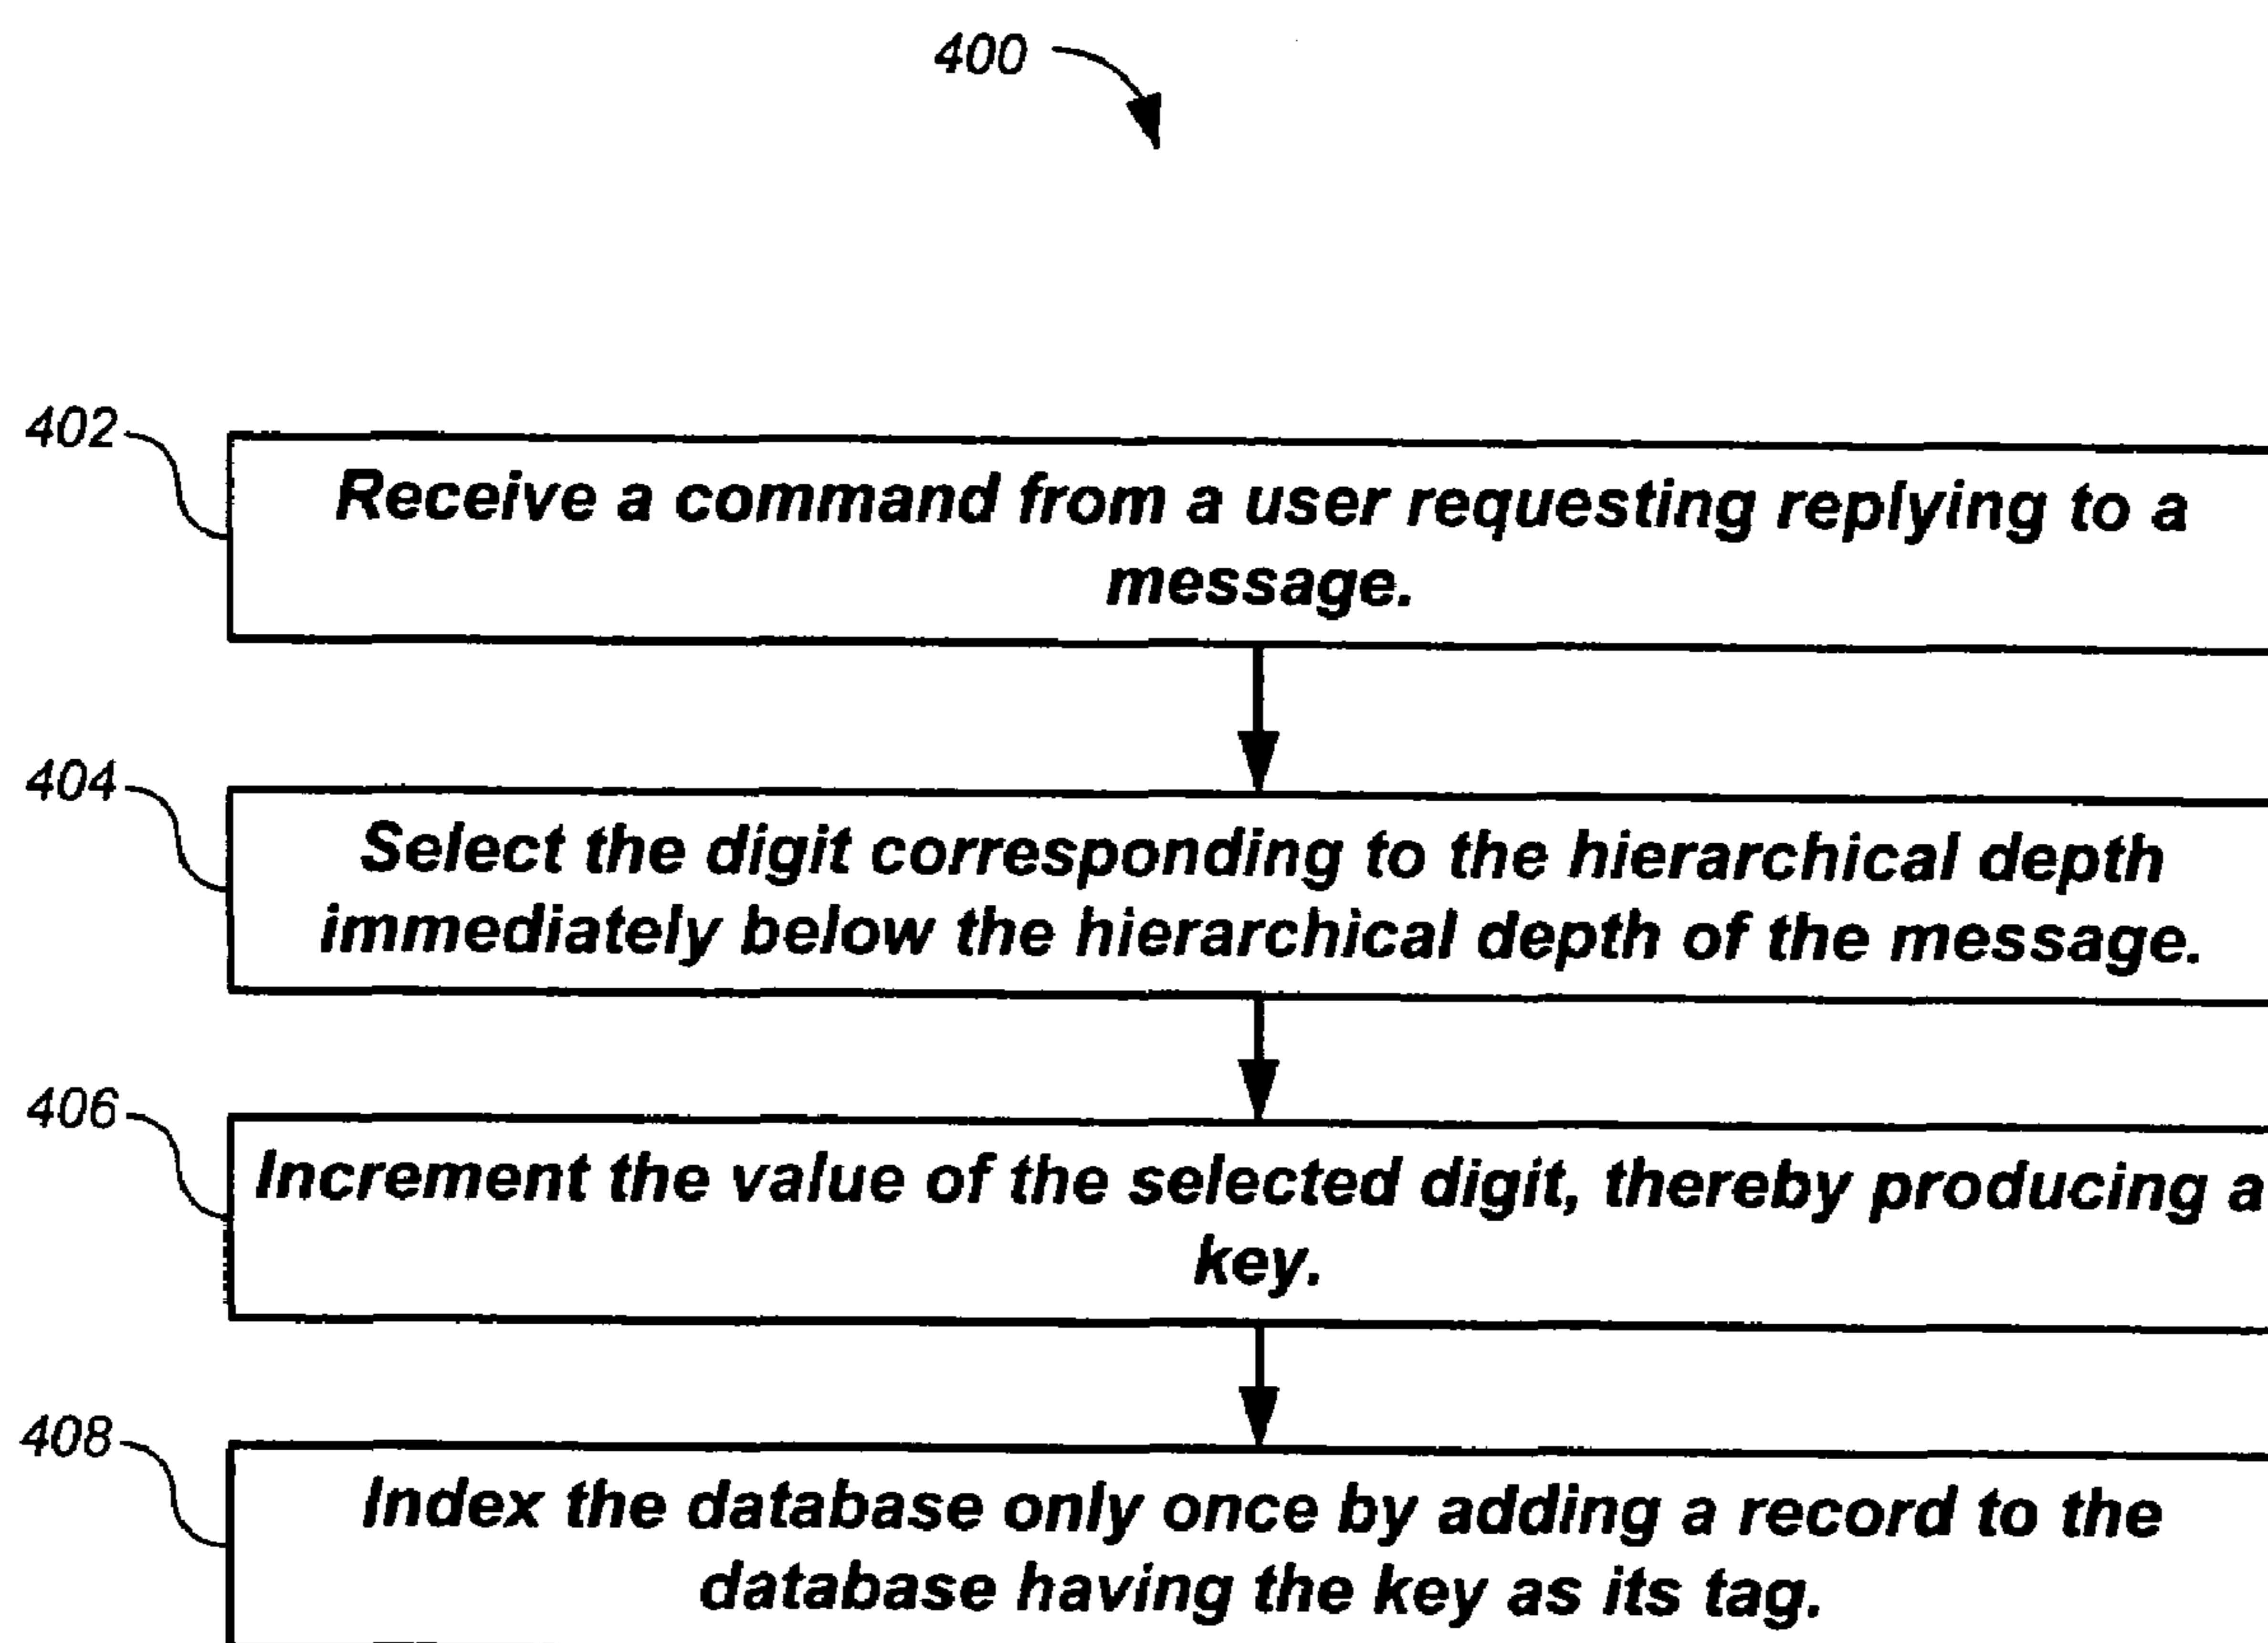 400
402
Receive a command from a user requesting replying to a
message.
404
Select the digit corresponding to the hierarchical depth
immediately below the hierarchical depth of the message.
406
Increment the value of the selected digit, thereby producing a
key.
408
Index the database only once by adding a record to the
database having the key as its tag.